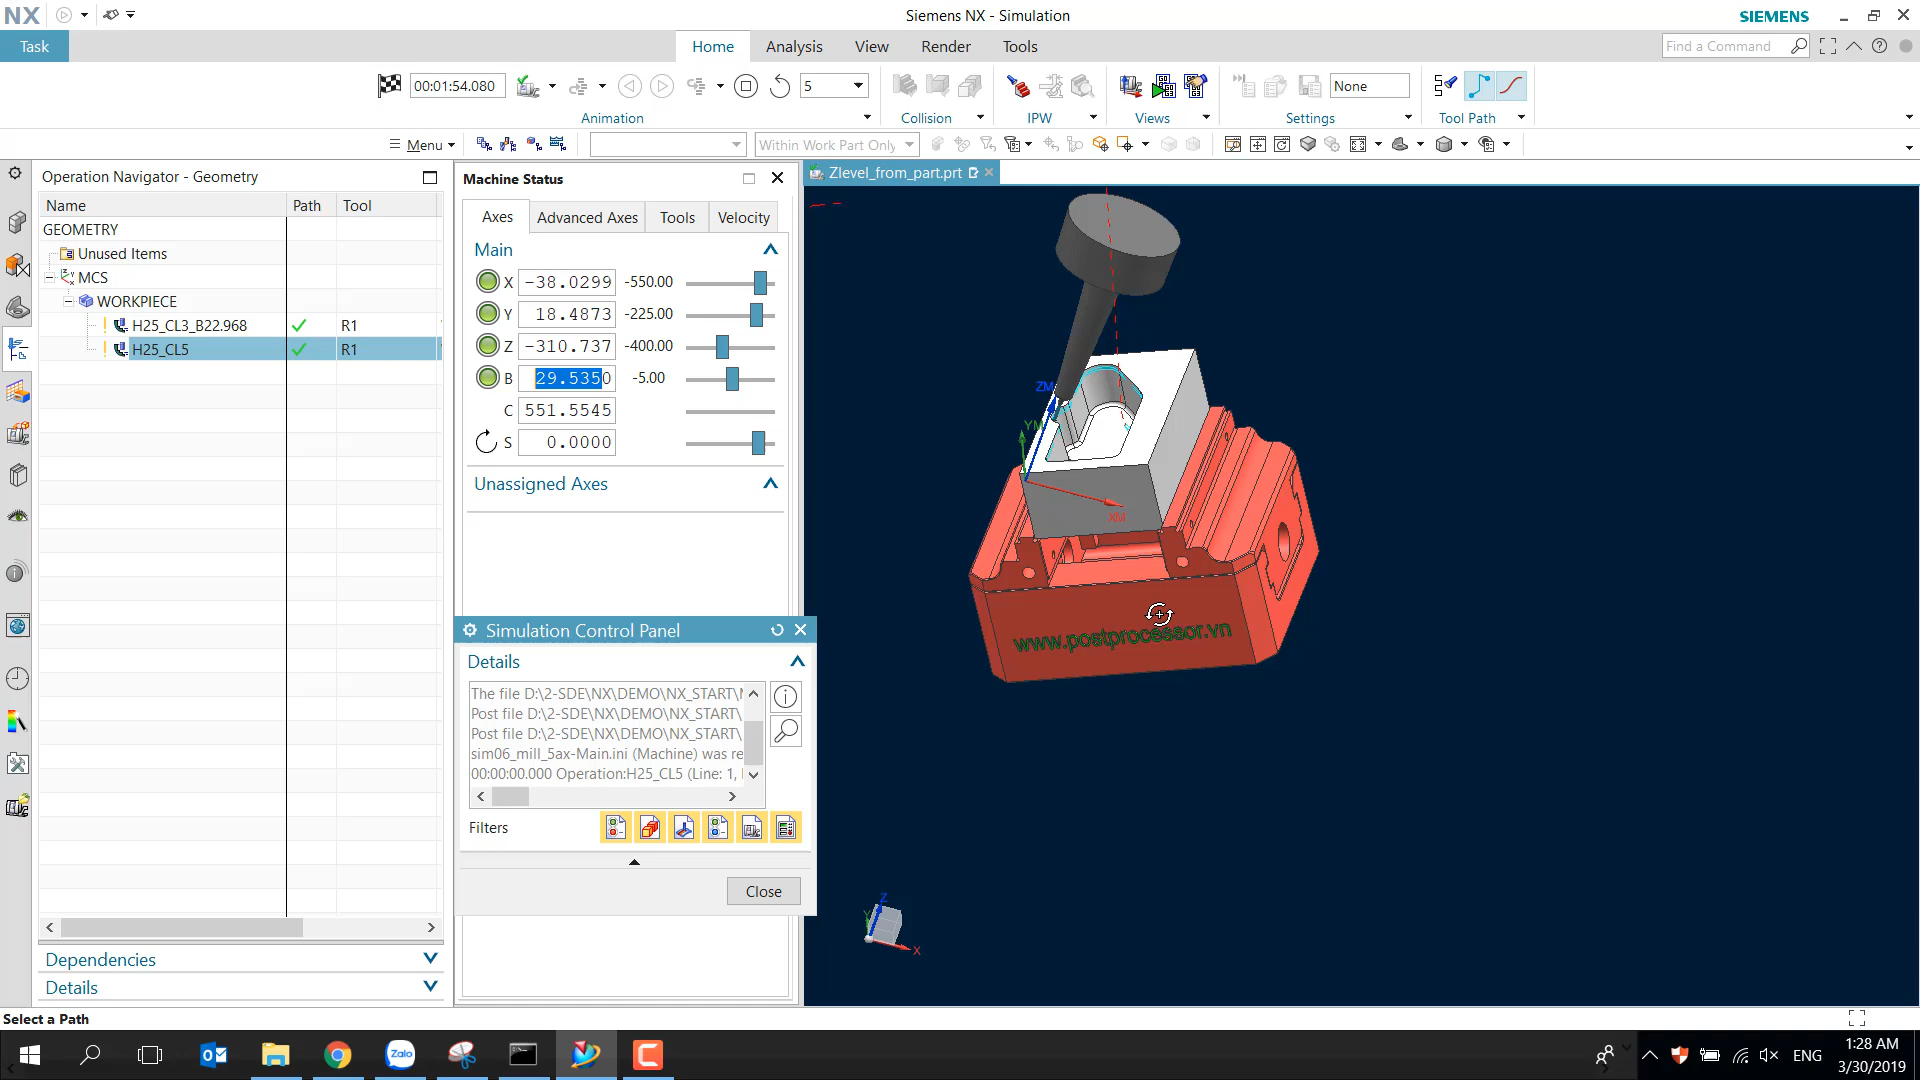 NX
Siemens NX - Simulation
SIEMENS
Task
Home
Analysis
View
Render
Tools
Find a Command
00:01:54.080
5
None
Animation
Collision
IPW
Views
Settings
Tool Path
Menu
Within Work Part Only
Operation Navigator - Geometry
Name
Path
Tool
GEOMETRY
Unused Items
MCS
WORKPIECE
H25_CL3_B22.968
R1
H25_CL5
R1
Dependencies
Details
Machine Status
Axes
Advanced Axes
Tools
Velocity
Main
X
-38.0299
-550.00
Y
18.4873
-225.00
Z
-310.737
-400.00
B
29.5350
-5.00
C
551.5445
S
0.0000
Unassigned Axes
Simulation Control Panel
Details
The file D:\2-SDE\NX\DEMO\NX_START\
Post file D:\2-SDE\NX\DEMO\NX_START\
Post file D:\2-SDE\NX\DEMO\NX_START\
sim06_mill_5ax-Main.ini (Machine) was re
00:00:00.000 Operation:H25_CL5 (Line: 1,
Filters
Close
Zlevel_from_part.prt
ZM
YM
XM
www.postprocessor.vn
Z
Y
X
Select a Path
Zalo
ENG
1:28 AM
3/30/2019